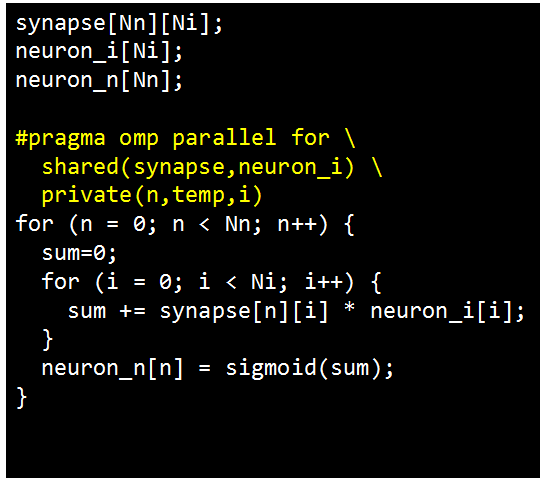 synapse[Nn][Ni];
neuron_i[Ni];
neuron_n[Nn];
#pragma omp parallel for \
shared(synapse,neuron_i) \
private(n,temp,i)
for (n = 0; n < Nn; n++) {
sum=0;
for (i = 0; i < Ni; i++) {
sum += synapse[n][i] * neuron_i[i];
}
neuron_n[n] = sigmoid(sum);
}